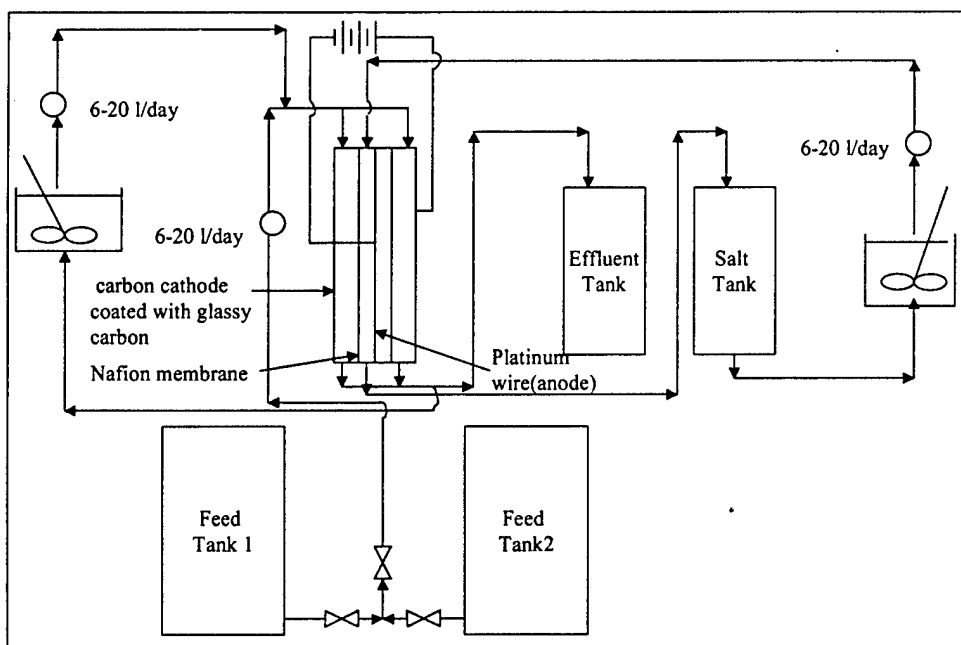 6-20 l/day
6-20 l/day
6-20 l/day
carbon cathode
coated with glassy
carbon
Nafion membrane
Platinum
wire(anode)
Effluent
Tank
Salt
Tank
Feed
Tank 1
Feed
Tank2